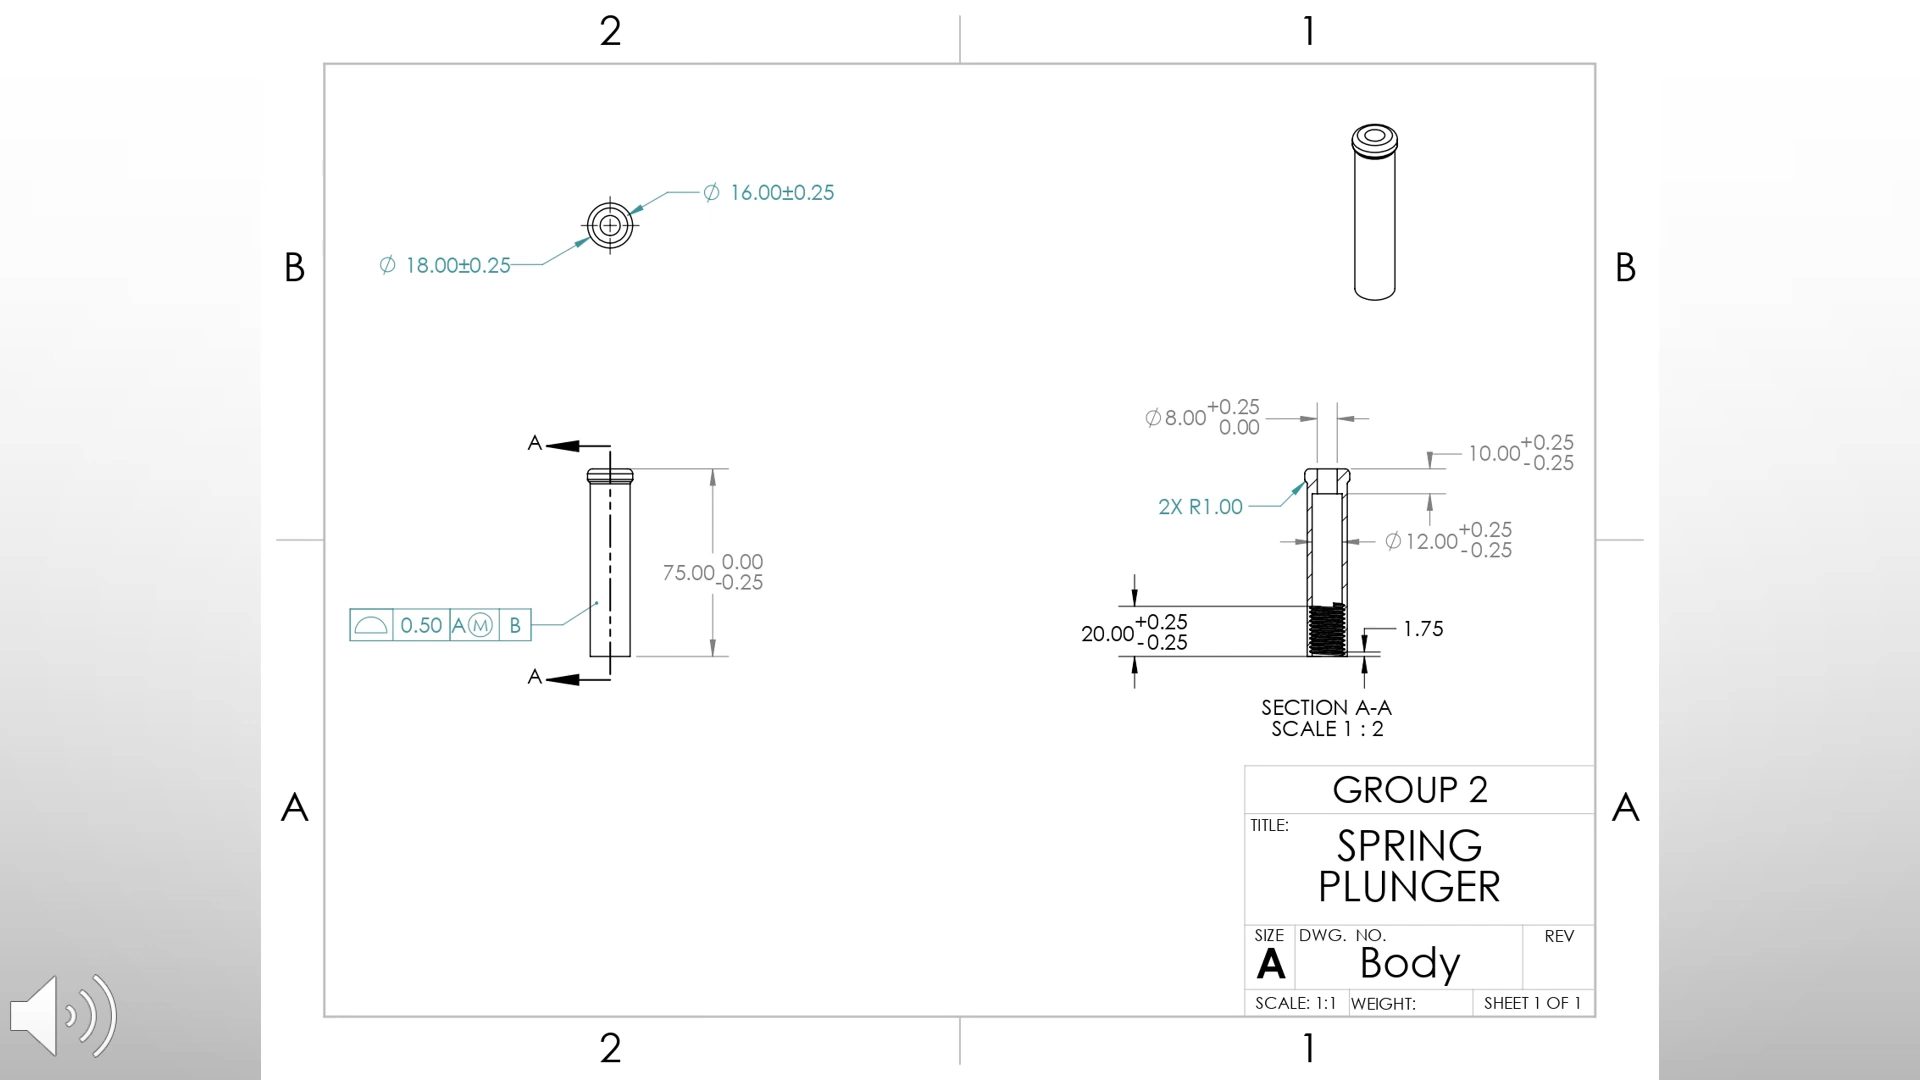 2 1
∅ 16.00±0.25
∅ 18.00±0.25
B B
∅8.00 +0.25 0.00
A
10.00 +0.25 -0.25
2X R1.00
∅12.00 +0.25 -0.25
75.00 0.00 -0.25
⌓ 0.50 AⓂ B
20.00 +0.25 -0.25
1.75
A
SECTION A-A
SCALE 1 : 2
A A
GROUP 2
TITLE:
SPRING
PLUNGER
SIZE DWG. NO. REV
A Body
SCALE: 1:1 WEIGHT: SHEET 1 OF 1
2 1